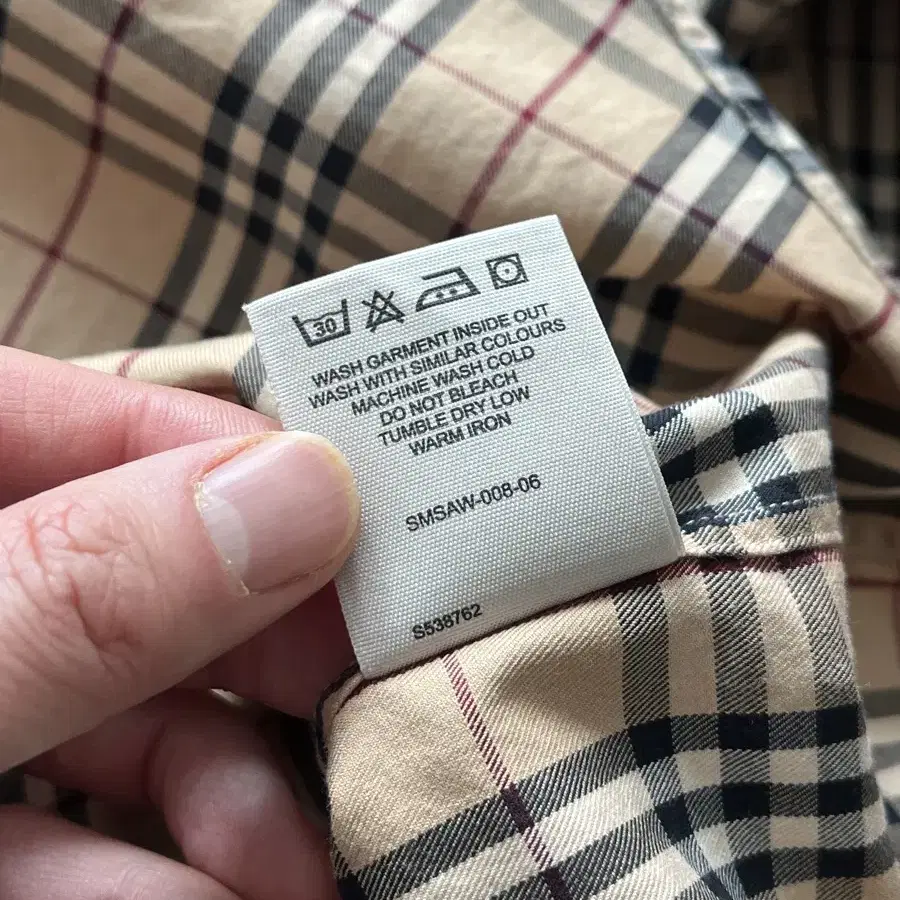 30
WASH GARMENT INSIDE OUT
WASH WITH SIMILAR COLOURS
MACHINE WASH COLD
DO NOT BLEACH
TUMBLE DRY LOW
WARM IRON
SMSAW-008-06
S538762